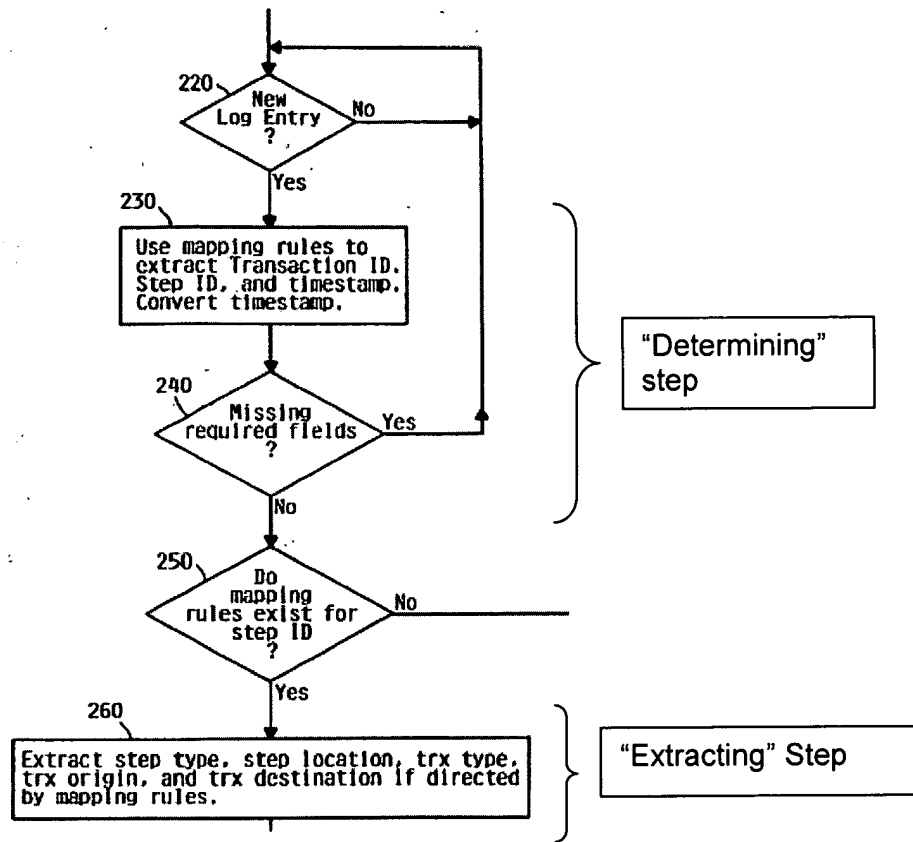 220
New
Log Entry
?
No
Yes
230
Use mapping rules to
extract Transaction ID,
Step ID, and timestamp.
Convert timestamp.
"Determining"
step
240
Missing
required fields
?
Yes
No
250
Do
mapping
rules exist for
step ID
?
No
Yes
260
Extract step type, step location, trx type,
trx origin, and trx destination if directed
by mapping rules.
"Extracting" Step